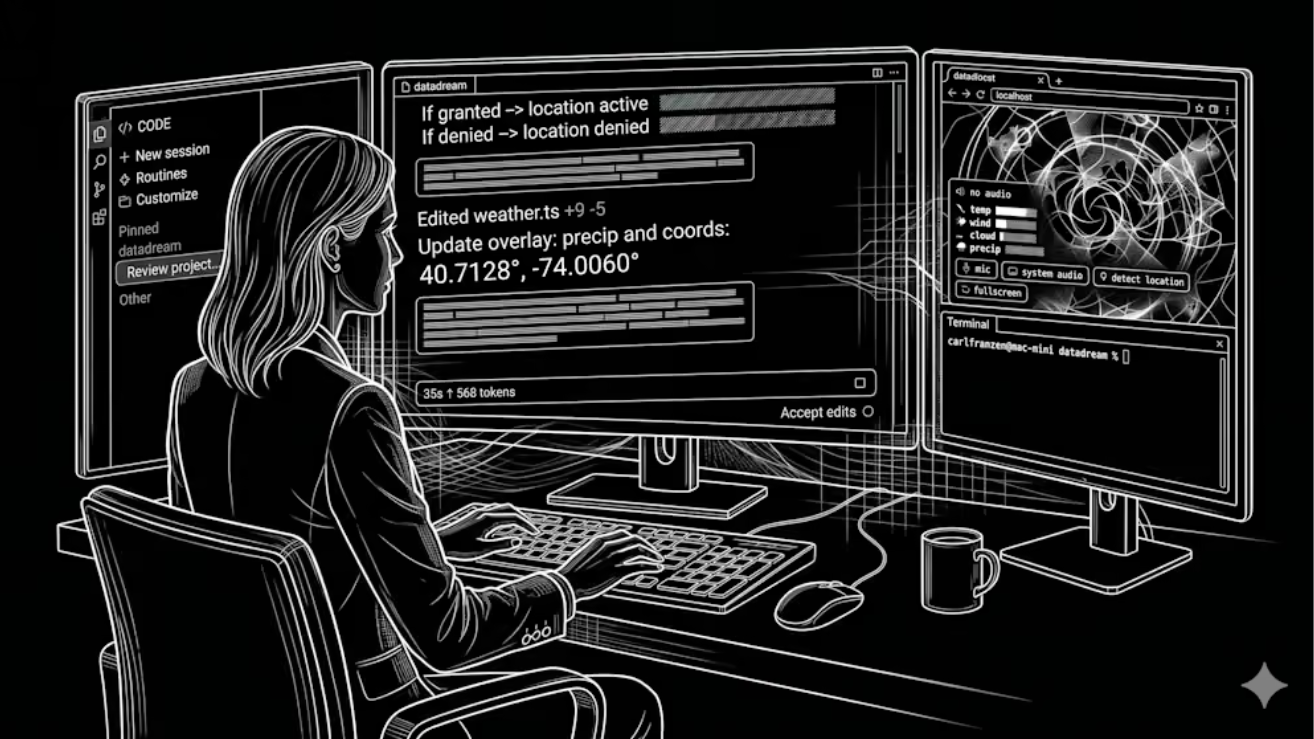 CODE
+ New session
Routines
Customize
Pinned
datadream
Review project...
Other
datadream
If granted –> location active
If denied –> location denied
Edited weather.ts +9 -5
Update overlay: precip and coords:
40.7128°, -74.0060°
35s ↑ 568 tokens
Accept edits
datadocst
localhost
no audio
temp
wind
cloud
precip
mic
system audio
detect location
fullscreen
Terminal
carlfranzen@mac-mini datadream %